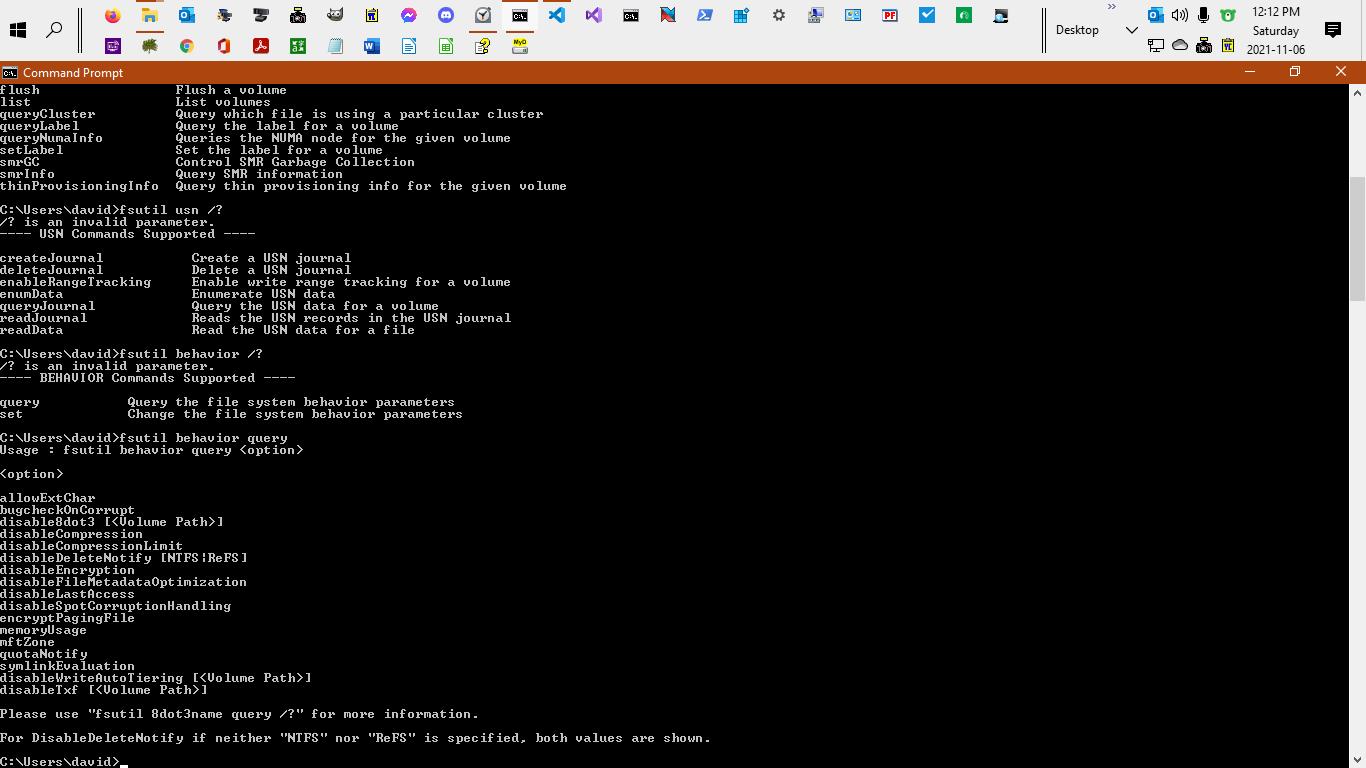 12:12 PM
Desktop
Saturday
2021-11-06
Command Prompt
flush                 Flush a volume
list                  List volumes
queryCluster          Query which file is using a particular cluster
queryLabel            Query the label for a volume
queryNumaInfo         Queries the NUMA node for the given volume
setLabel              Set the label for a volume
smrGC                 Control SMR Garbage Collection
smrInfo               Query SMR information
thinProvisioningInfo  Query thin provisioning info for the given volume
C:\Users\david>fsutil usn /?
/? is an invalid parameter.
---- USN Commands Supported ----
createJournal           Create a USN journal
deleteJournal           Delete a USN journal
enableRangeTracking     Enable write range tracking for a volume
enumData                Enumerate USN data
queryJournal            Query the USN data for a volume
readJournal             Reads the USN records in the USN journal
readData                Read the USN data for a file
C:\Users\david>fsutil behavior /?
/? is an invalid parameter.
---- BEHAVIOR Commands Supported ----
query           Query the file system behavior parameters
set             Change the file system behavior parameters
C:\Users\david>fsutil behavior query
Usage : fsutil behavior query <option>
<option>
allowExtChar
bugcheckOnCorrupt
disable8dot3 [<Volume Path>]
disableCompression
disableCompressionLimit
disableDeleteNotify [NTFS|ReFS]
disableEncryption
disableFileMetadataOptimization
disableLastAccess
disableSpotCorruptionHandling
encryptPagingFile
memoryUsage
mftZone
quotaNotify
symlinkEvaluation
disableWriteAutoTiering [<Volume Path>]
disableTxf [<Volume Path>]
Please use "fsutil 8dot3name query /?" for more information.
For DisableDeleteNotify if neither "NTFS" nor "ReFS" is specified, both values are shown.
C:\Users\david>